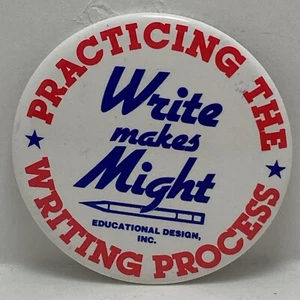 PRACTICING THE
Write
makes
Might
EDUCATIONAL DESIGN,
INC.
WRITING PROCESS